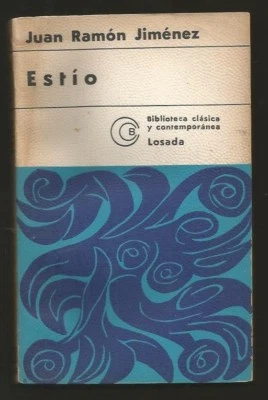 Juan Ramón Jiménez
Estío
B
Biblioteca clásica
y contemporánea
Losada